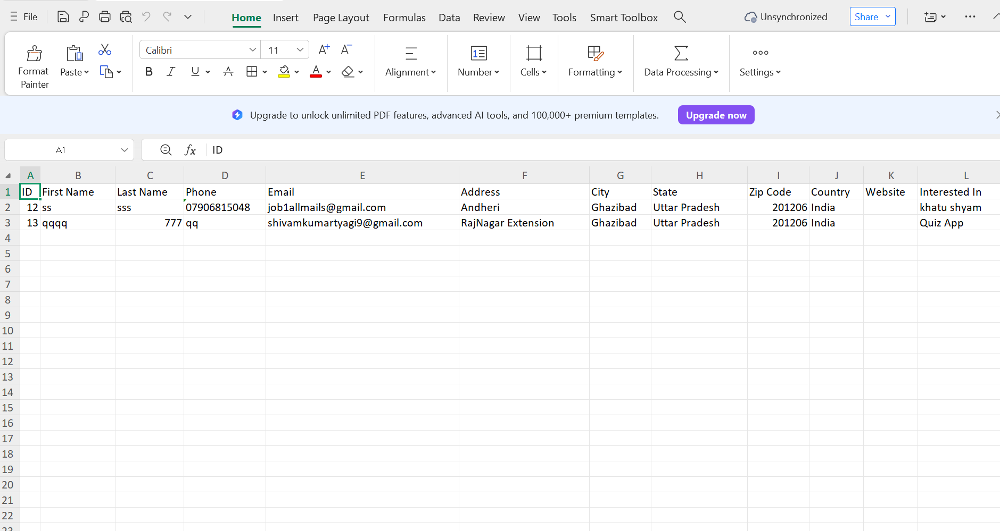 File Home Insert Page Layout Formulas Data Review View Tools Smart Toolbox Unsynchronized Share
Format Painter Paste Calibri 11 A+ A− B I U A A Alignment Number Cells Formatting Data Processing Settings
Upgrade to unlock unlimited PDF features, advanced AI tools, and 100,000+ premium templates. Upgrade now
A1 fx ID
A B C D E F G H I J K L
1 ID First Name Last Name Phone Email Address City State Zip Code Country Website Interested In
2 12 ss sss 07906815048 job1allmails@gmail.com Andheri Ghazibad Uttar Pradesh 201206 India khatu shyam
3 13 qqqq 777 qq shivamkumartyagi9@gmail.com RajNagar Extension Ghazibad Uttar Pradesh 201206 India Quiz App
4
5
6
7
8
9
10
11
12
13
14
15
16
17
18
19
20
21
22
23